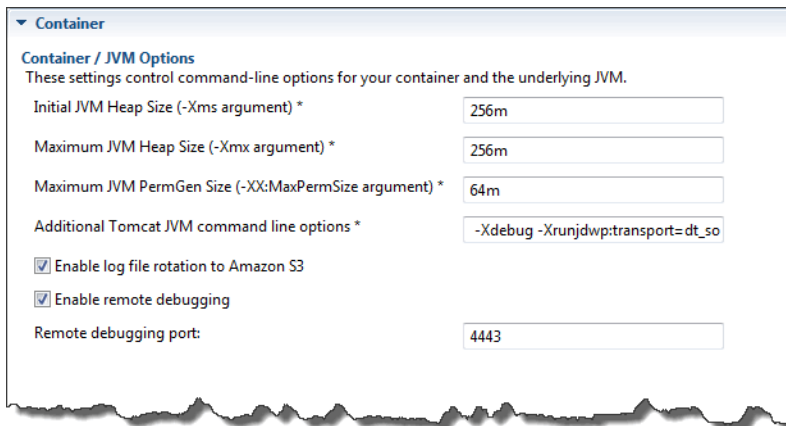 Container
Container / JVM Options
These settings control command-line options for your container and the underlying JVM.
Initial JVM Heap Size (-Xms argument) * 256m
Maximum JVM Heap Size (-Xmx argument) * 256m
Maximum JVM PermGen Size (-XX:MaxPermSize argument) * 64m
Additional Tomcat JVM command line options * -Xdebug -Xrunjdwp:transport=dt_so
Enable log file rotation to Amazon S3
Enable remote debugging
Remote debugging port: 4443